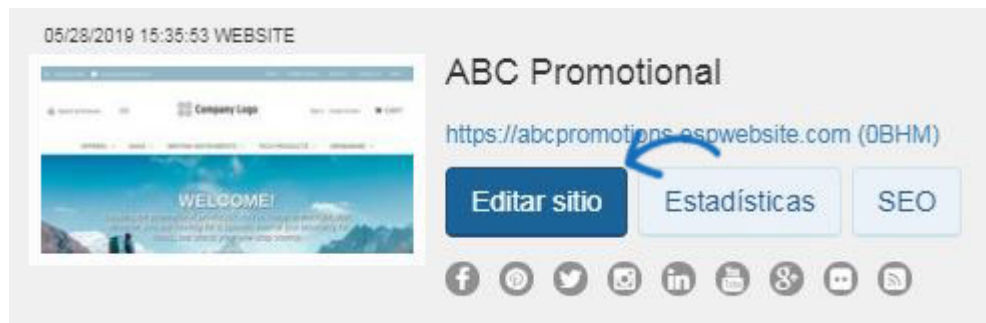 05/28/2019 15:35:53 WEBSITE
Company Logo
WELCOME!
ABC Promotional
https://abcpromotions.espwebsite.com (0BHM)
Editar sitio
Estadísticas
SEO